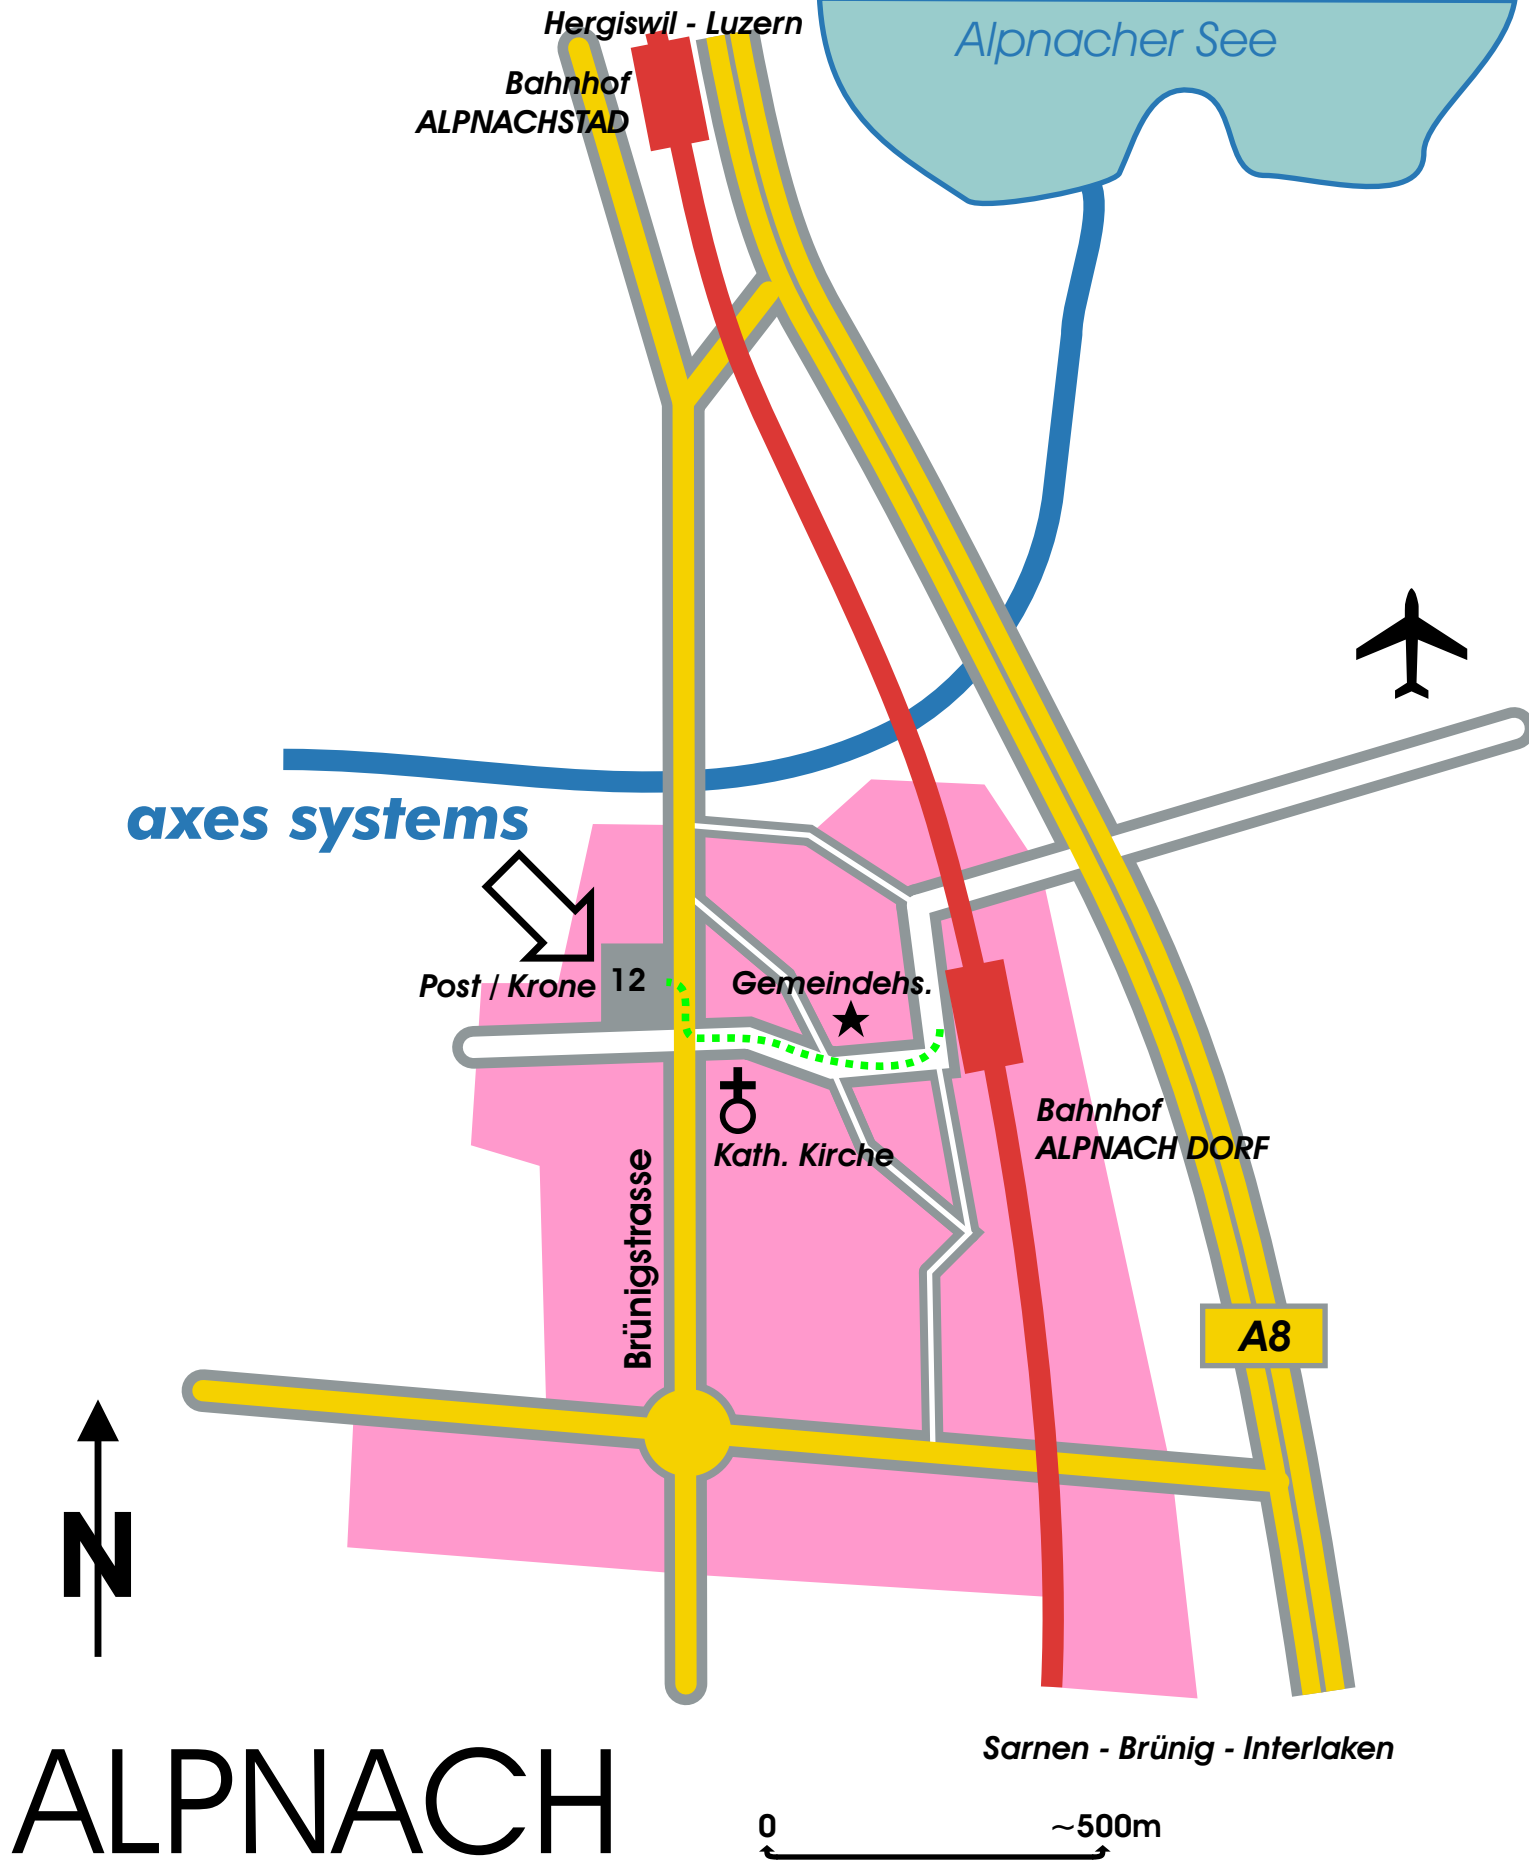 Hergiswil - Luzern
Alpnacher See
Bahnhof
ALPNACHSTAD
axes systems
Post / Krone
12
Gemeindehs.
Bahnhof
ALPNACH DORF
Kath. Kirche
Brünigstrasse
A8
N
Sarnen - Brünig - Interlaken
ALPNACH
0
~500m